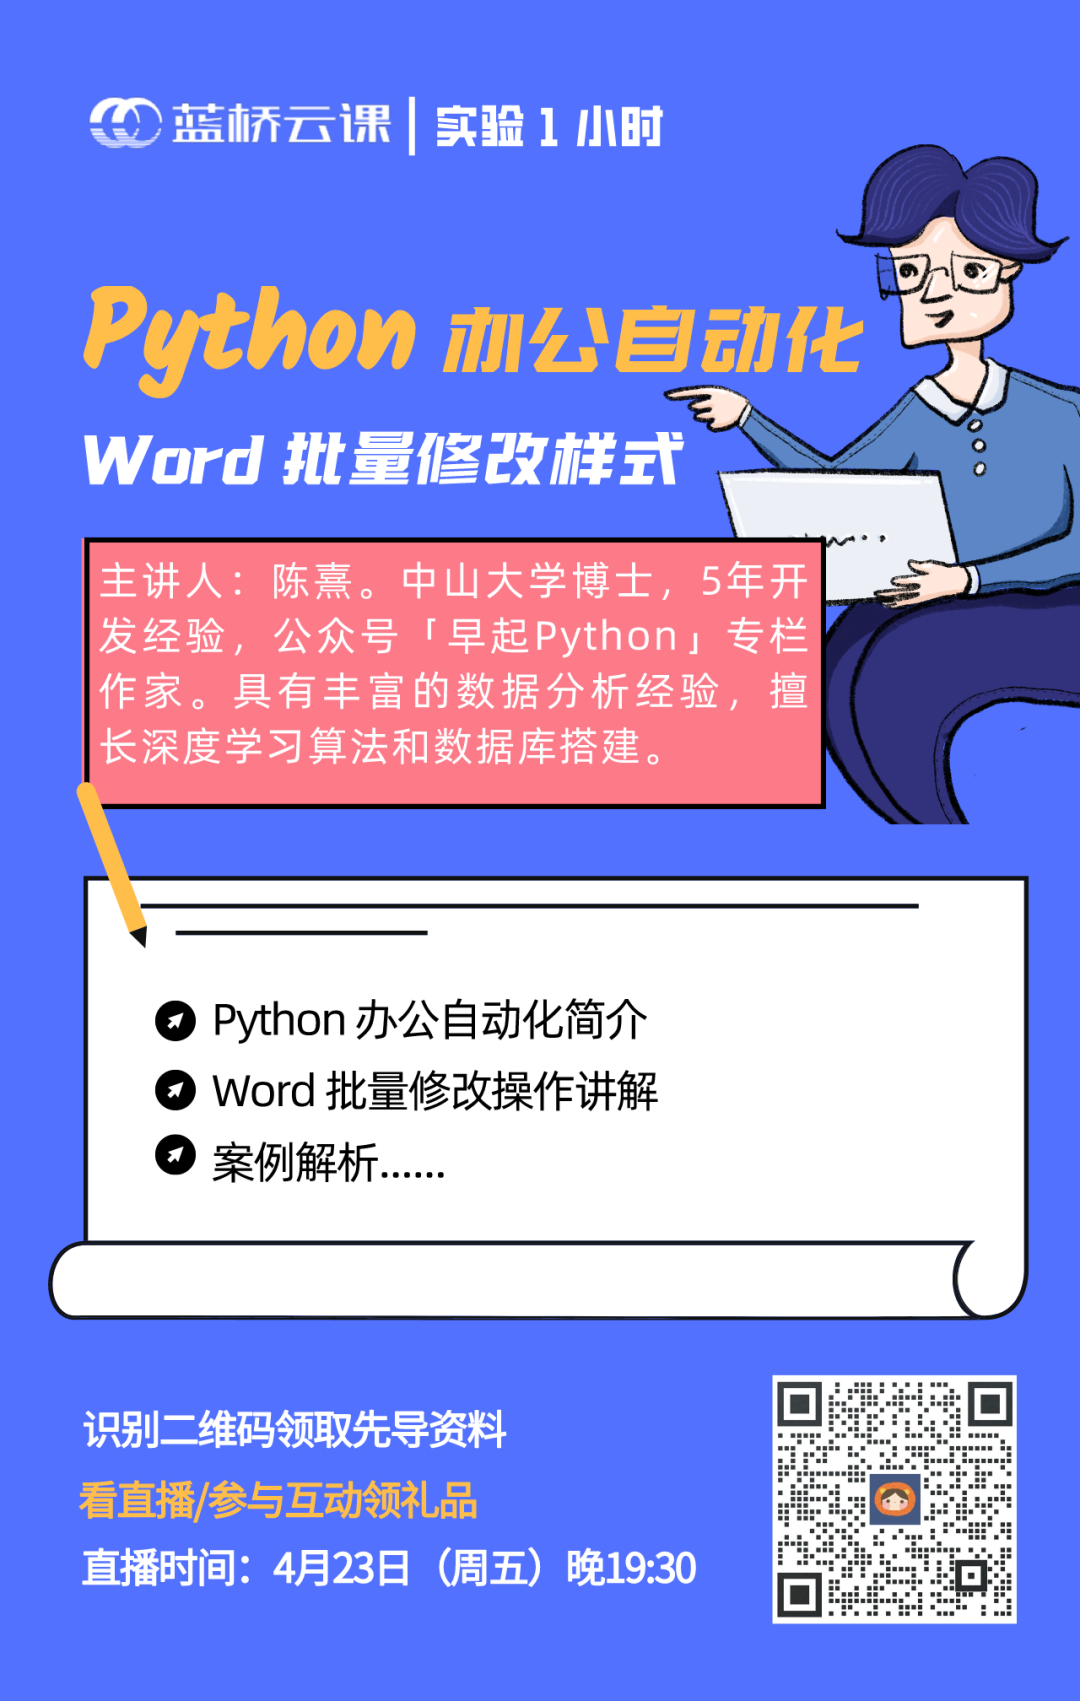 蓝桥云课 | 实验 1 小时
Python 办公自动化
Word 批量修改样式
主讲人：陈熹。中山大学博士，5年开
发经验，公众号「早起Python」专栏
作家。具有丰富的数据分析经验，擅
长深度学习算法和数据库搭建。
Python 办公自动化简介
Word 批量修改操作讲解
案例解析......
识别二维码领取先导资料
看直播/参与互动领礼品
直播时间：4月23日（周五）晚19:30